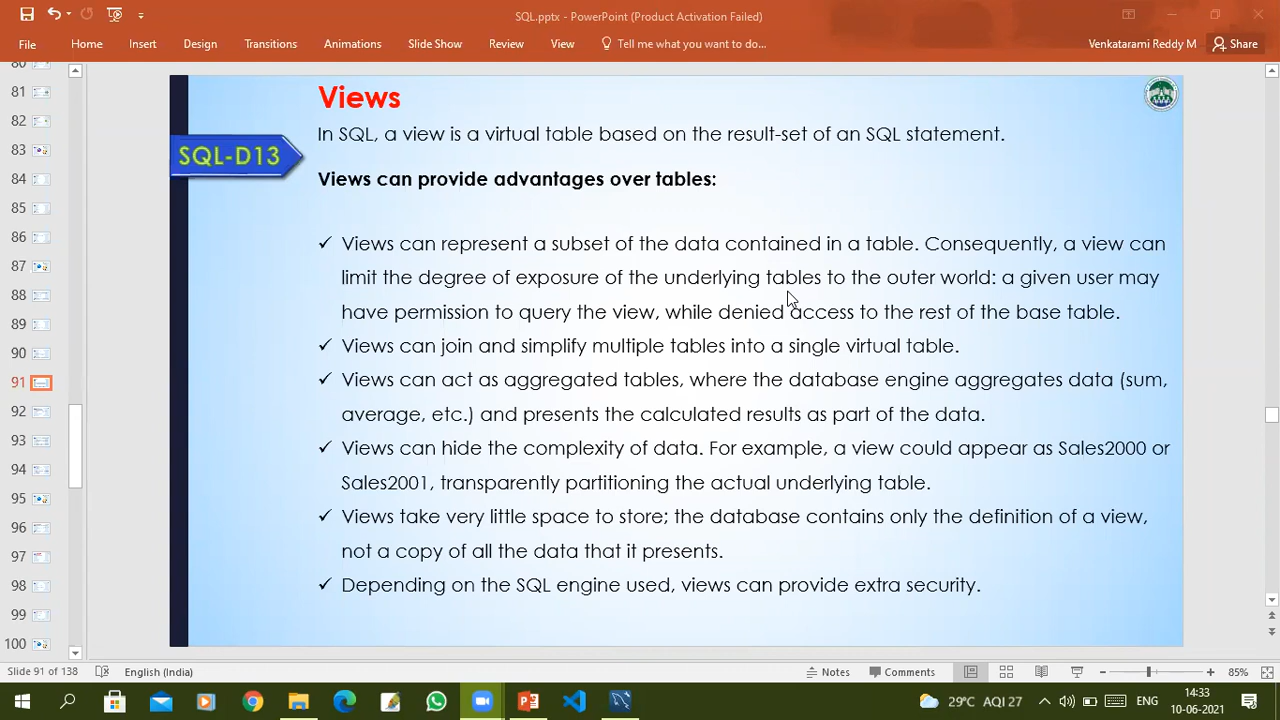 SQL.pptx - PowerPoint (Product Activation Failed)
File Home Insert Design Transitions Animations Slide Show Review View Tell me what you want to do... Venkatarami Reddy M Share
80
81
82
83
84
85
86
87
88
89
90
91
92
93
94
95
96
97
98
99
100
Views
In SQL, a view is a virtual table based on the result-set of an SQL statement.
SQL-D13
Views can provide advantages over tables:
✓ Views can represent a subset of the data contained in a table. Consequently, a view can
limit the degree of exposure of the underlying tables to the outer world: a given user may
have permission to query the view, while denied access to the rest of the base table.
✓ Views can join and simplify multiple tables into a single virtual table.
✓ Views can act as aggregated tables, where the database engine aggregates data (sum,
average, etc.) and presents the calculated results as part of the data.
✓ Views can hide the complexity of data. For example, a view could appear as Sales2000 or
Sales2001, transparently partitioning the actual underlying table.
✓ Views take very little space to store; the database contains only the definition of a view,
not a copy of all the data that it presents.
✓ Depending on the SQL engine used, views can provide extra security.
Slide 91 of 138 English (India) Notes Comments 85%
29°C AQI 27 ENG 14:33
10-06-2021